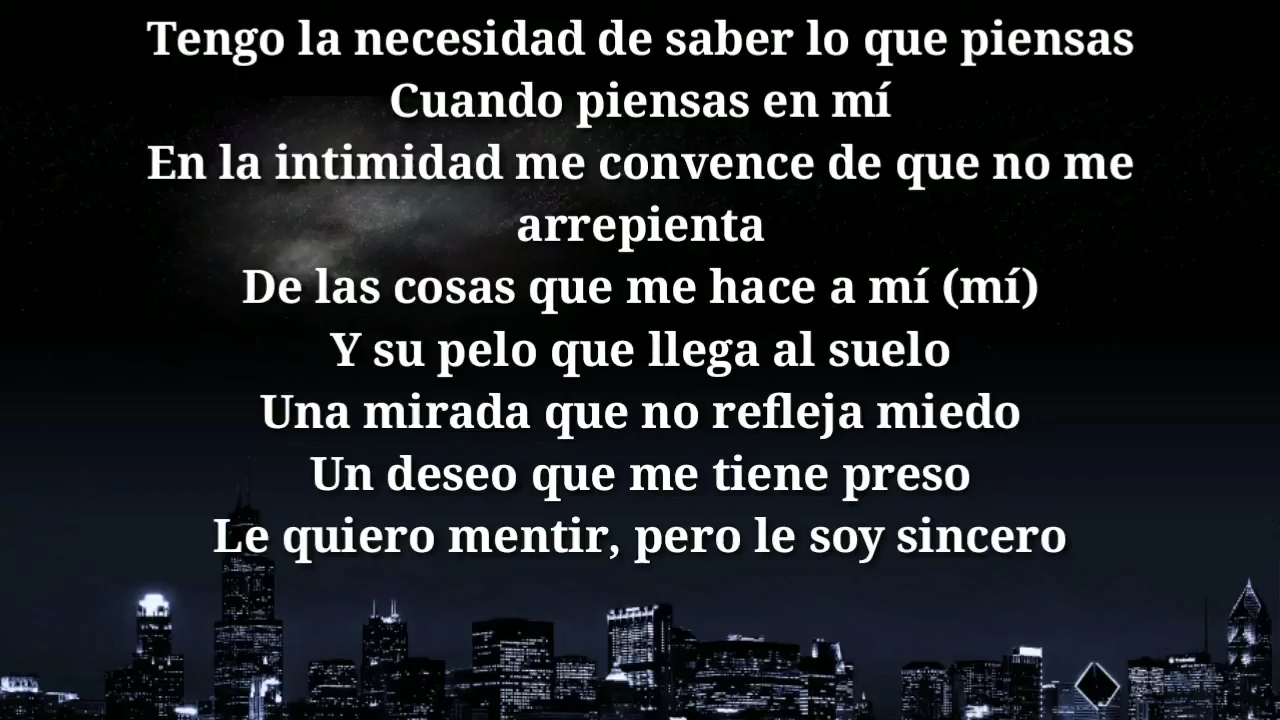 Tengo la necesidad de saber lo que piensas
Cuando piensas en mí
En la intimidad me convence de que no me
arrepienta
De las cosas que me hace a mí (mí)
Y su pelo que llega al suelo
Una mirada que no refleja miedo
Un deseo que me tiene preso
Le quiero mentir, pero le soy sincero